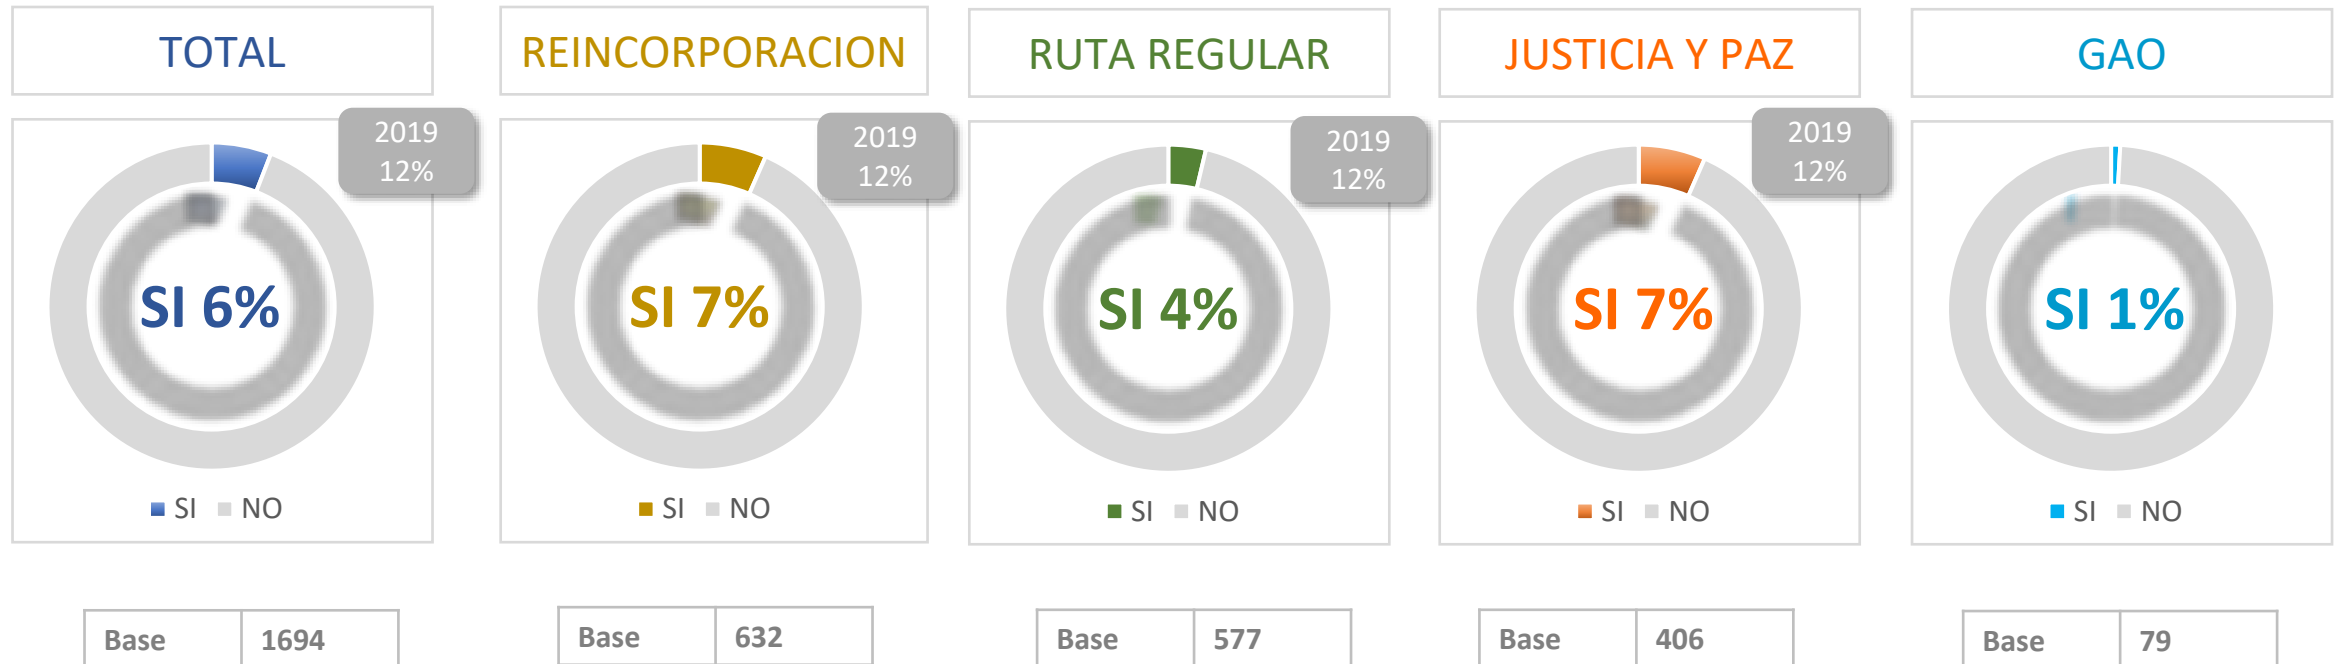 TOTAL
2019
12%
SI 6%
SI NO
Base 1694
REINCORPORACION
2019
12%
SI 7%
SI NO
Base 632
RUTA REGULAR
2019
12%
SI 4%
SI NO
Base 577
JUSTICIA Y PAZ
2019
12%
SI 7%
SI NO
Base 406
GAO
SI 1%
SI NO
Base 79